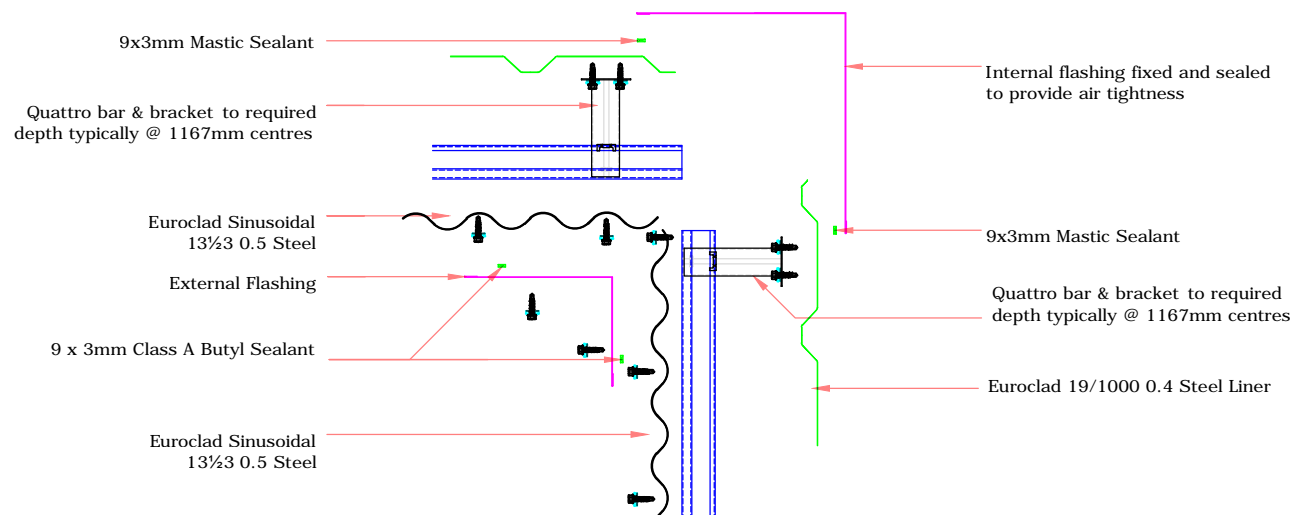 9x3mm Mastic Sealant
Quattro bar & bracket to required
depth typically @ 1167mm centres
Euroclad Sinusoidal
13½3 0.5 Steel
External Flashing
9 x 3mm Class A Butyl Sealant
Euroclad Sinusoidal
13½3 0.5 Steel
Internal flashing fixed and sealed
to provide air tightness
9x3mm Mastic Sealant
Quattro bar & bracket to required
depth typically @ 1167mm centres
Euroclad 19/1000 0.4 Steel Liner